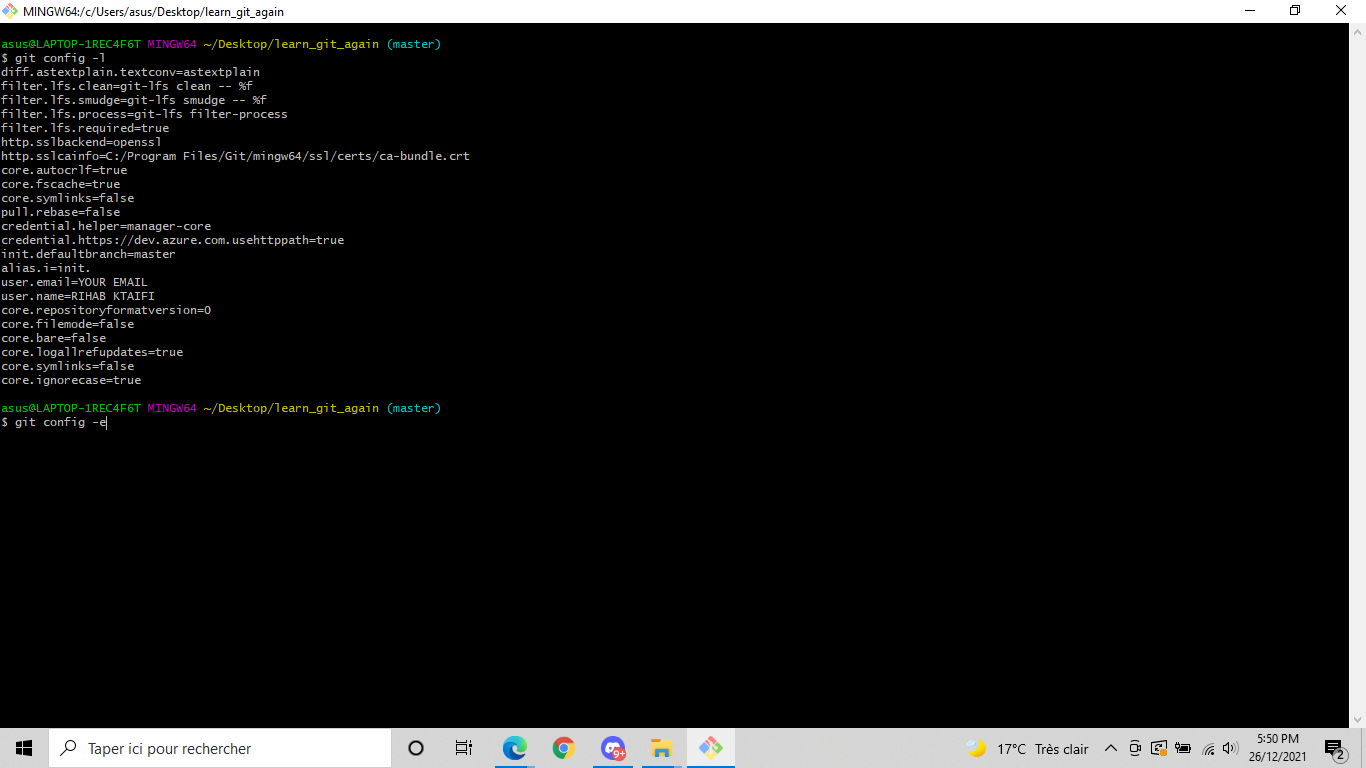 MINGW64:/c/Users/asus/Desktop/learn_git_again
asus@LAPTOP-1REC4F6T MINGW64 ~/Desktop/learn_git_again (master)
$ git config -l
diff.astextplain.textconv=astextplain
filter.lfs.clean=git-lfs clean -- %f
filter.lfs.smudge=git-lfs smudge -- %f
filter.lfs.process=git-lfs filter-process
filter.lfs.required=true
http.sslbackend=openssl
http.sslcainfo=C:/Program Files/Git/mingw64/ssl/certs/ca-bundle.crt
core.autocrlf=true
core.fscache=true
core.symlinks=false
pull.rebase=false
credential.helper=manager-core
credential.https://dev.azure.com.usehttppath=true
init.defaultbranch=master
alias.i=init.
user.email=YOUR EMAIL
user.name=RIHAB KTAIFI
core.repositoryformatversion=0
core.filemode=false
core.bare=false
core.logallrefupdates=true
core.symlinks=false
core.ignorecase=true
asus@LAPTOP-1REC4F6T MINGW64 ~/Desktop/learn_git_again (master)
$ git config -e
Taper ici pour rechercher
9+
17°C Très clair
5:50 PM
26/12/2021
2